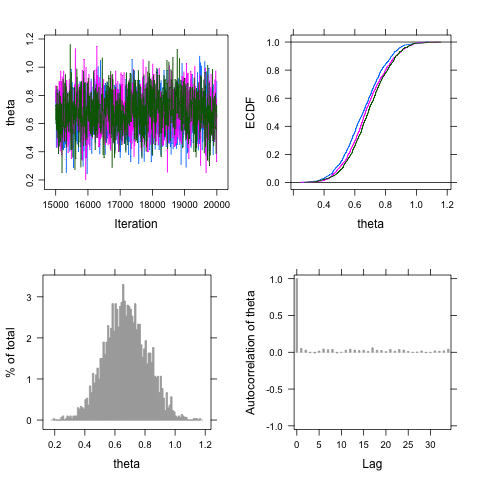 theta
1.2
1.0
0.8
0.6
0.4
0.2
15000 16000 17000 18000 19000 20000
Iteration
ECDF
1.0
0.8
0.6
0.4
0.2
0.0
0.4 0.6 0.8 1.0 1.2
theta
% of total
3
2
1
0
0.2 0.4 0.6 0.8 1.0 1.2
theta
Autocorrelation of theta
1.0
0.5
0.0
-0.5
-1.0
0 5 10 15 20 25 30
Lag